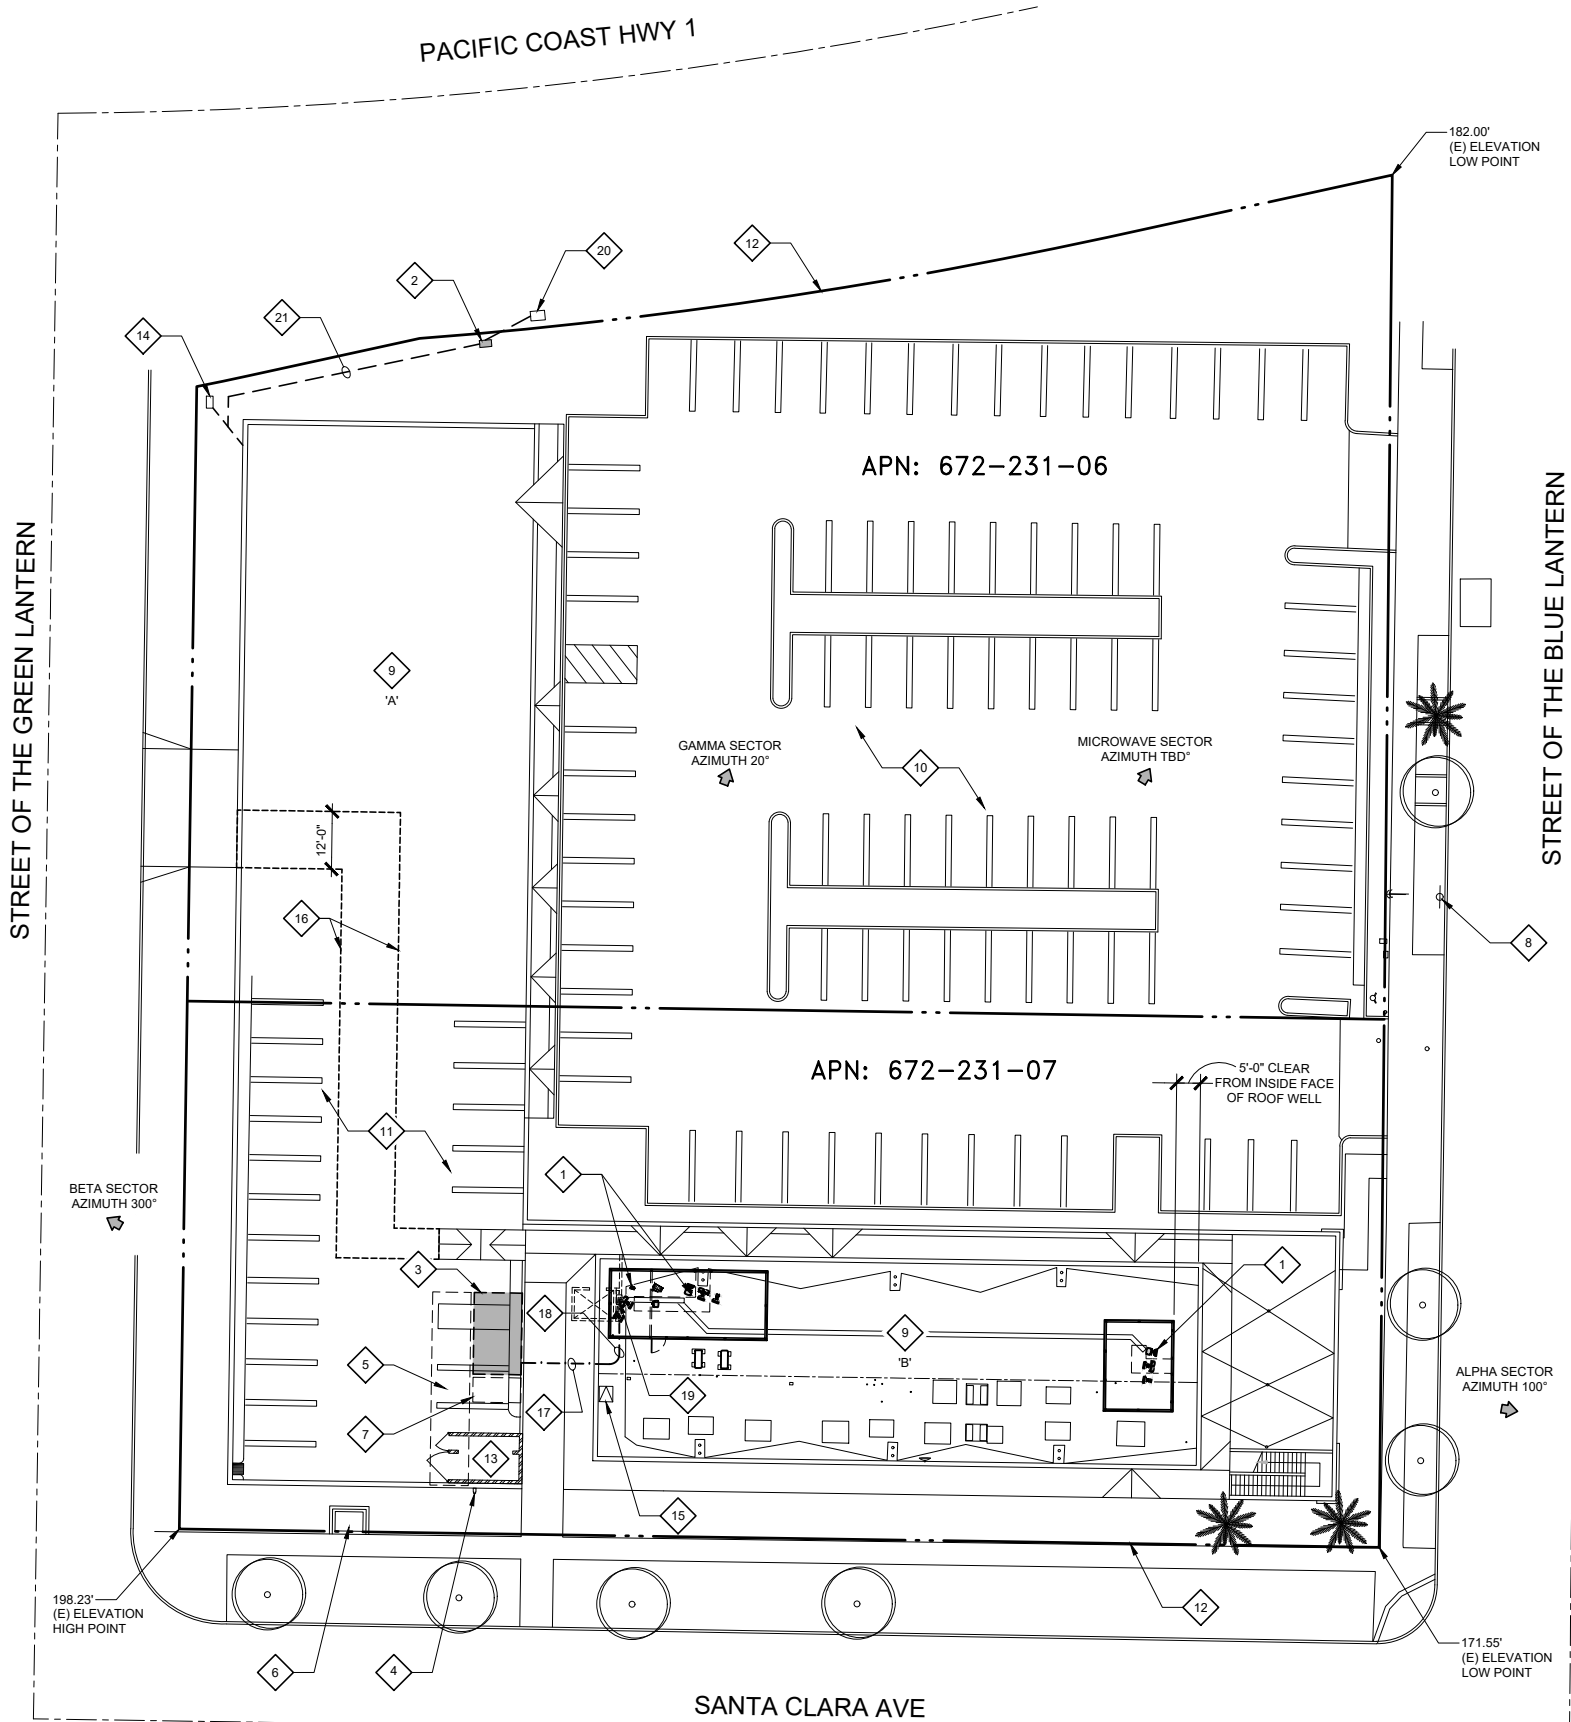 PACIFIC COAST HWY 1
182.00'
(E) ELEVATION
LOW POINT
20
12
2
21
14
APN: 672-231-06
STREET OF THE GREEN LANTERN
STREET OF THE BLUE LANTERN
9
'A'
GAMMA SECTOR
AZIMUTH 20°
MICROWAVE SECTOR
AZIMUTH TBD°
10
12'-0"
16
8
APN: 672-231-07
5'-0" CLEAR
FROM INSIDE FACE
OF ROOF WELL
11
1
BETA SECTOR
AZIMUTH 300°
3
1
18
9
'B'
5
19
ALPHA SECTOR
AZIMUTH 100°
17
7
13
15
198.23'
(E) ELEVATION
HIGH POINT
12
6
4
171.55'
(E) ELEVATION
LOW POINT
SANTA CLARA AVE